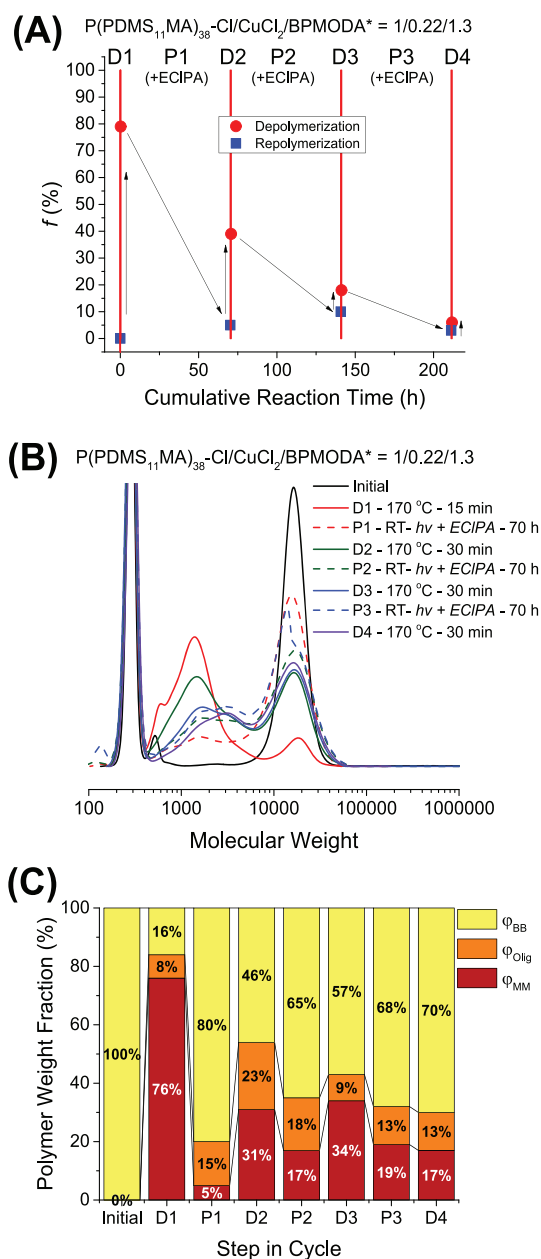 (A)
P(PDMS₁₁MA)₃₈-Cl/CuCl₂/BPMODA* = 1/0.22/1.3
D1 P1 D2 P2 D3 P3 D4
(+ECIPA) (+ECIPA) (+ECIPA)
Depolymerization
Repolymerization
f (%)
100
90
80
70
60
50
40
30
20
10
0
0 50 100 150 200
Cumulative Reaction Time (h)
(B)
P(PDMS₁₁MA)₃₈-Cl/CuCl₂/BPMODA* = 1/0.22/1.3
Initial
D1 - 170 °C - 15 min
P1 - RT- hv + ECIPA - 70 h
D2 - 170 °C - 30 min
P2 - RT- hv + ECIPA - 70 h
D3 - 170 °C - 30 min
P3 - RT- hv + ECIPA - 70 h
D4 - 170 °C - 30 min
100 1000 10000 100000 1000000
Molecular Weight
(C)
Polymer Weight Fraction (%)
100
80
60
40
20
0
φBB
φOlig
φMM
100%
0%
16%
8%
76%
80%
15%
5%
46%
23%
31%
65%
18%
17%
57%
9%
34%
68%
13%
19%
70%
13%
17%
Initial D1 P1 D2 P2 D3 P3 D4
Step in Cycle